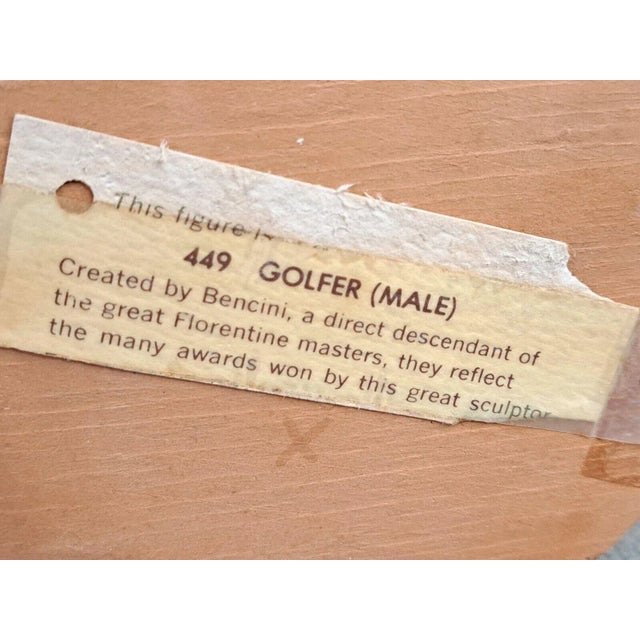 This figure
449 GOLFER (MALE)
Created by Bencini, a direct descendant of
the great Florentine masters, they reflect
the many awards won by this great sculptor
X